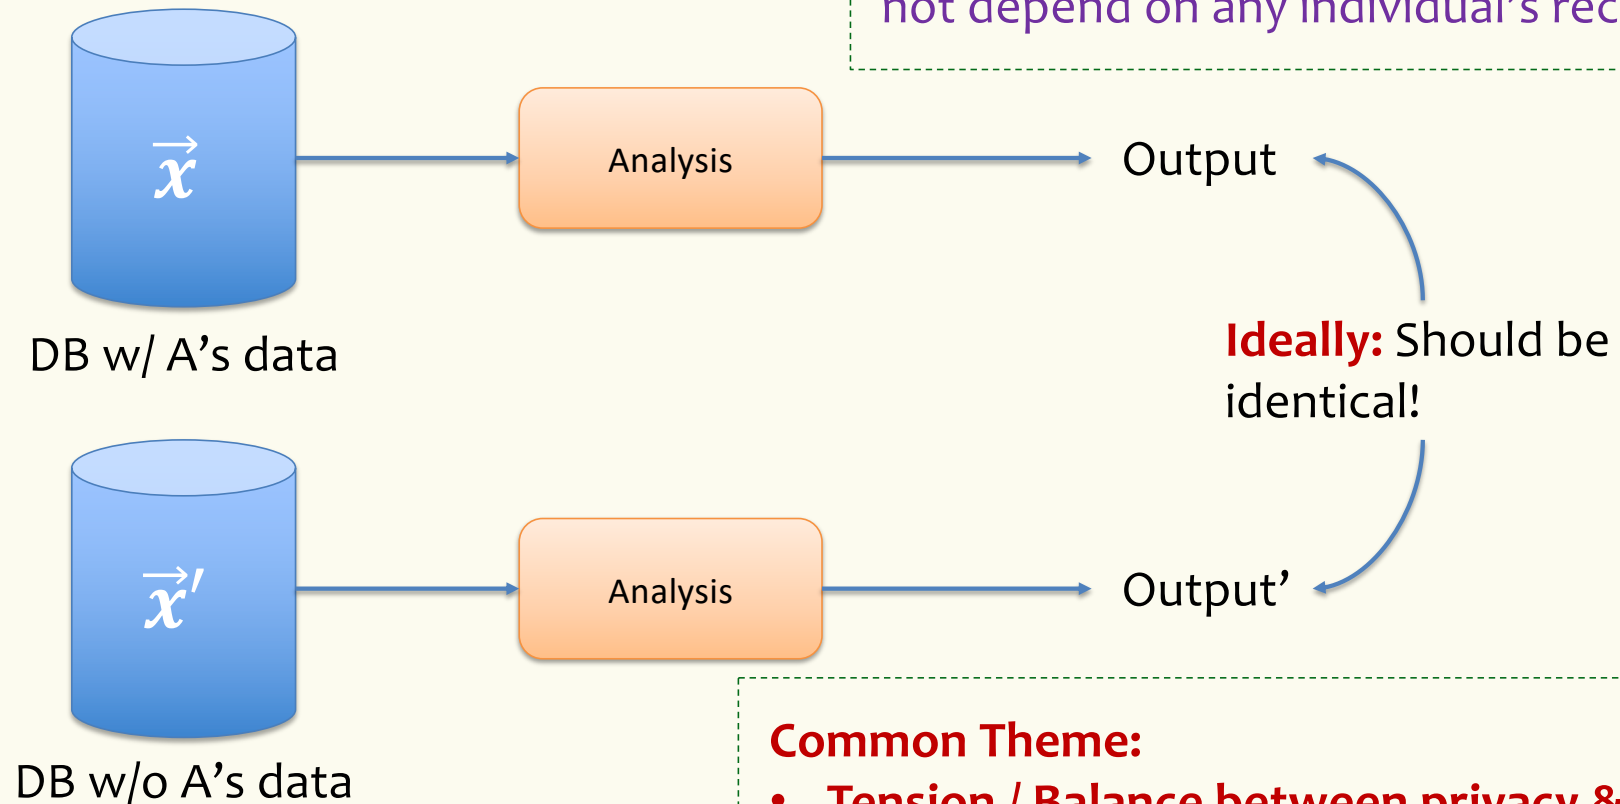 not depend on any individual's rec
x⃗
Analysis
Output
DB w/ A's data
Ideally: Should be
identical!
x⃗′
Analysis
Output’
DB w/o A's data
Common Theme:
• Tension / Balance between privacy &